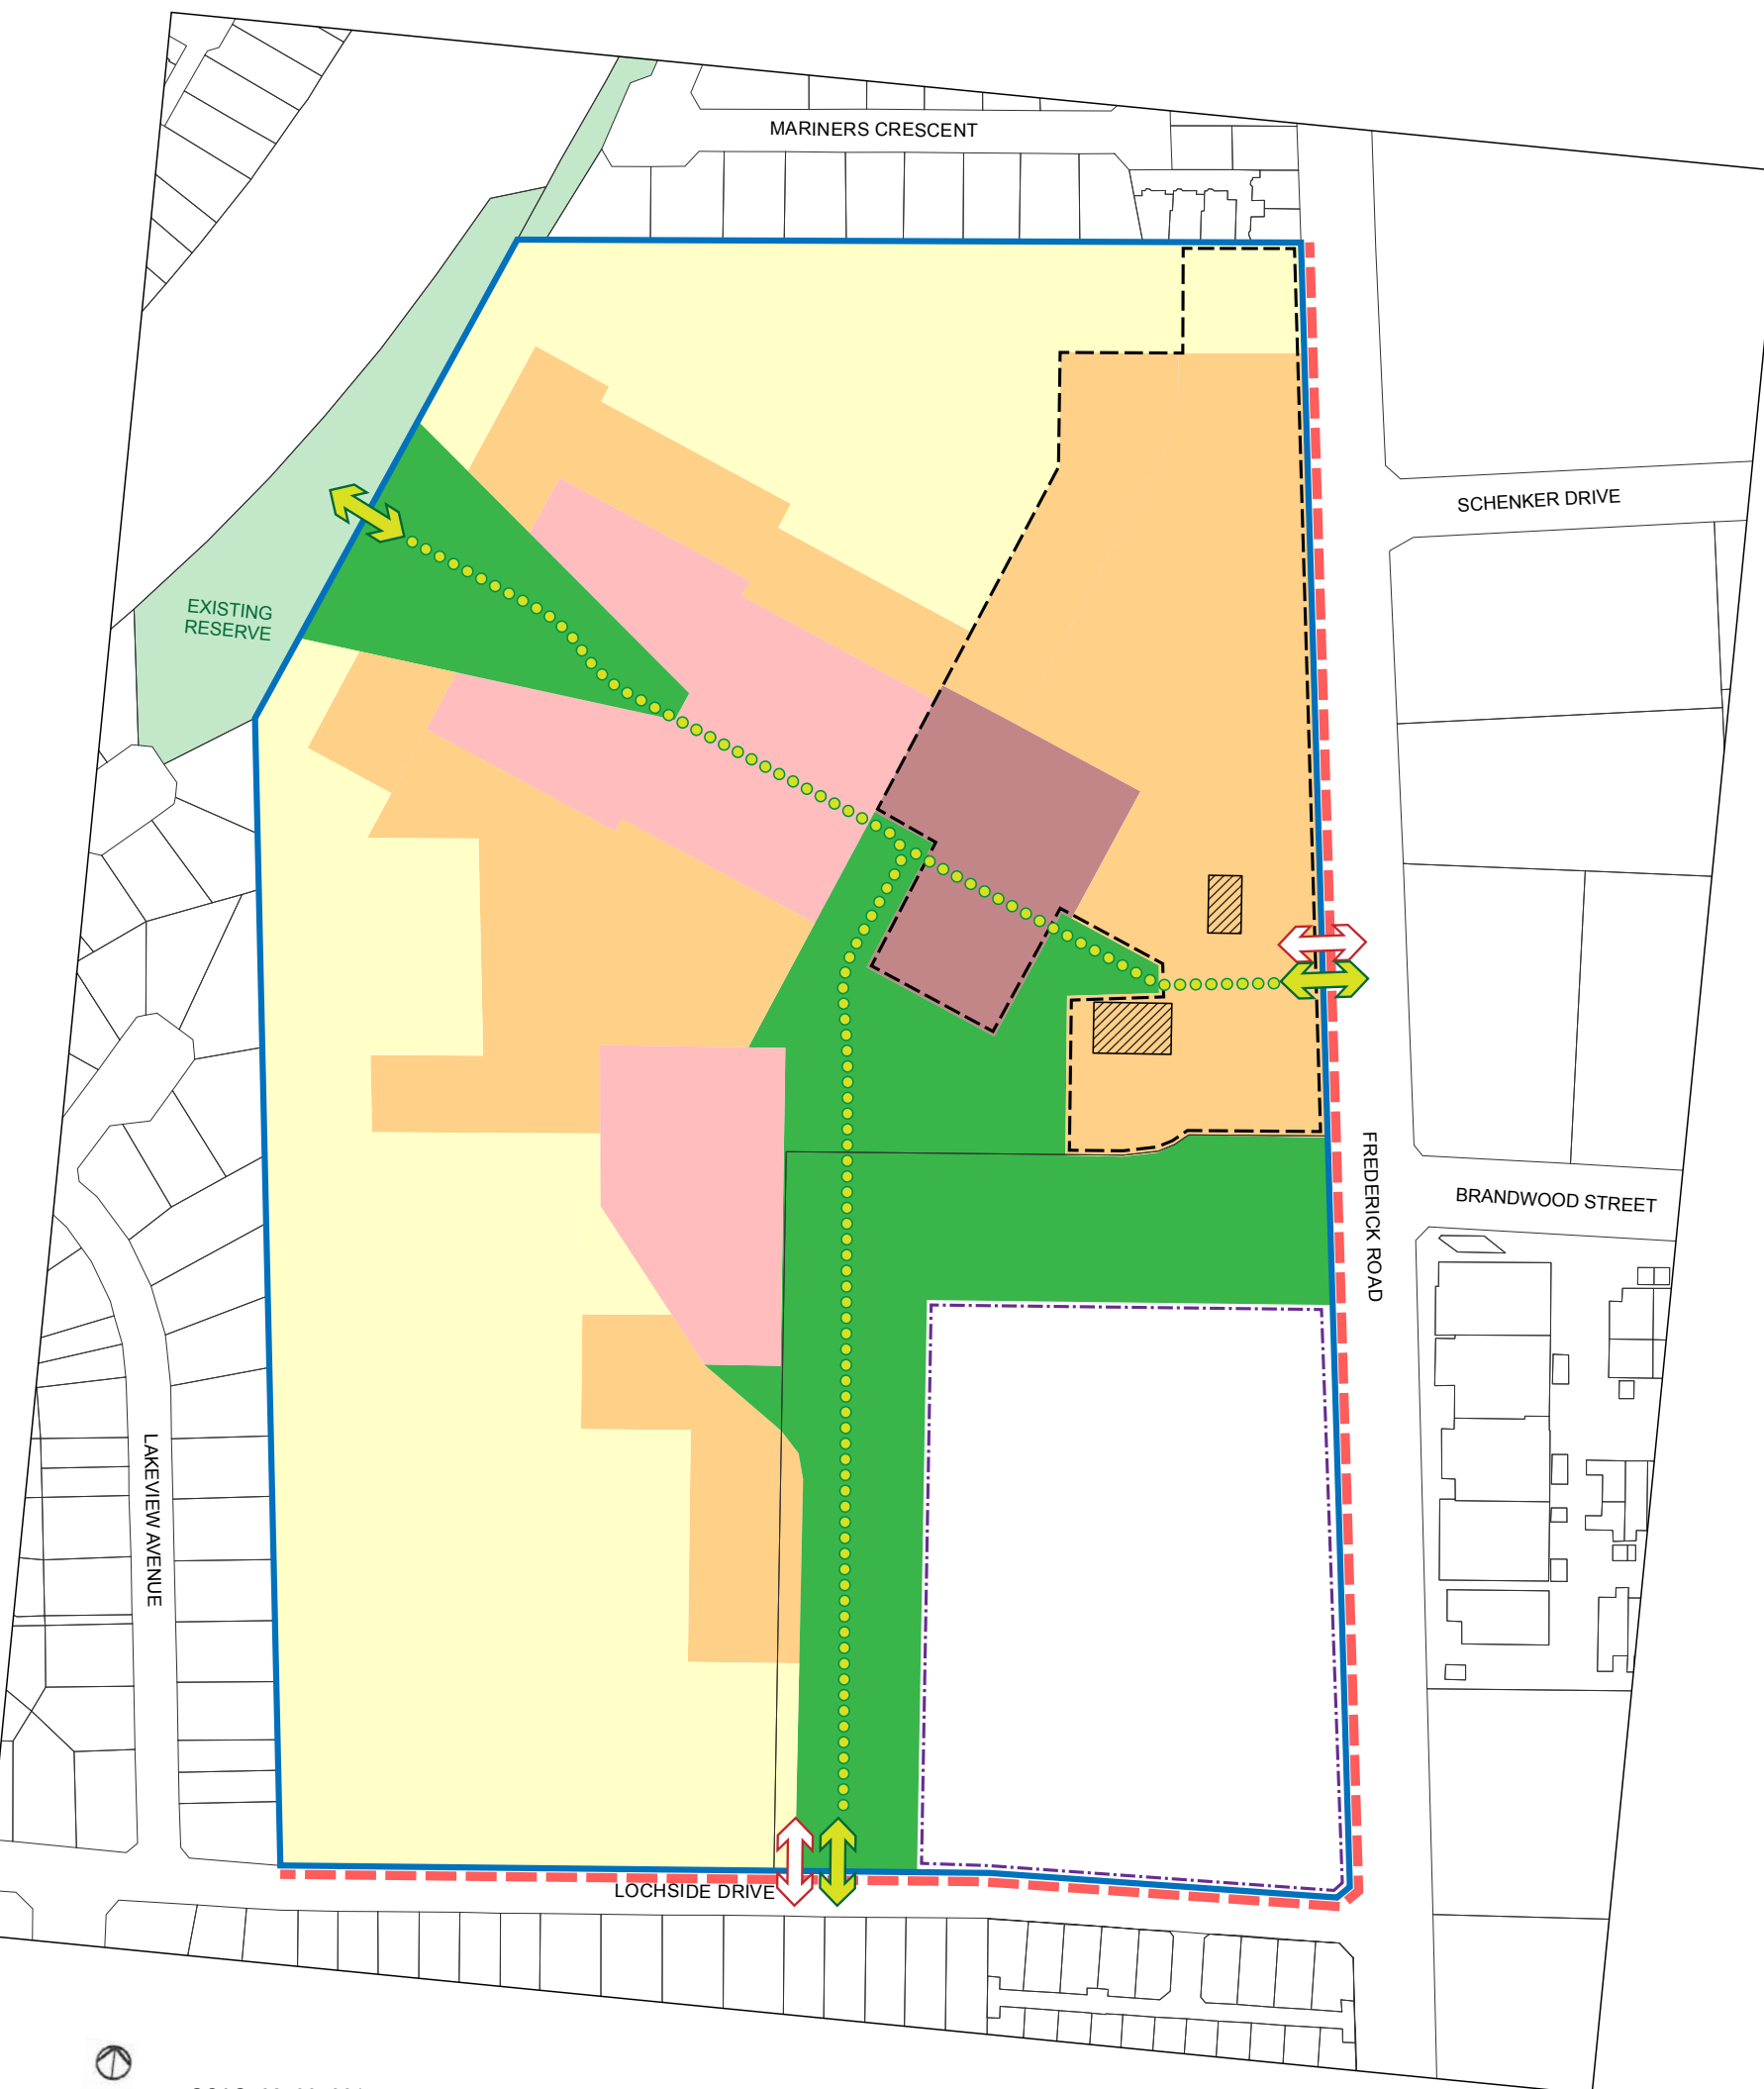 MARINERS CRESCENT
SCHENKER DRIVE
EXISTING
RESERVE
FREDERICK ROAD
BRANDWOOD STREET
LAKEVIEW AVENUE
LOCHSIDE DRIVE